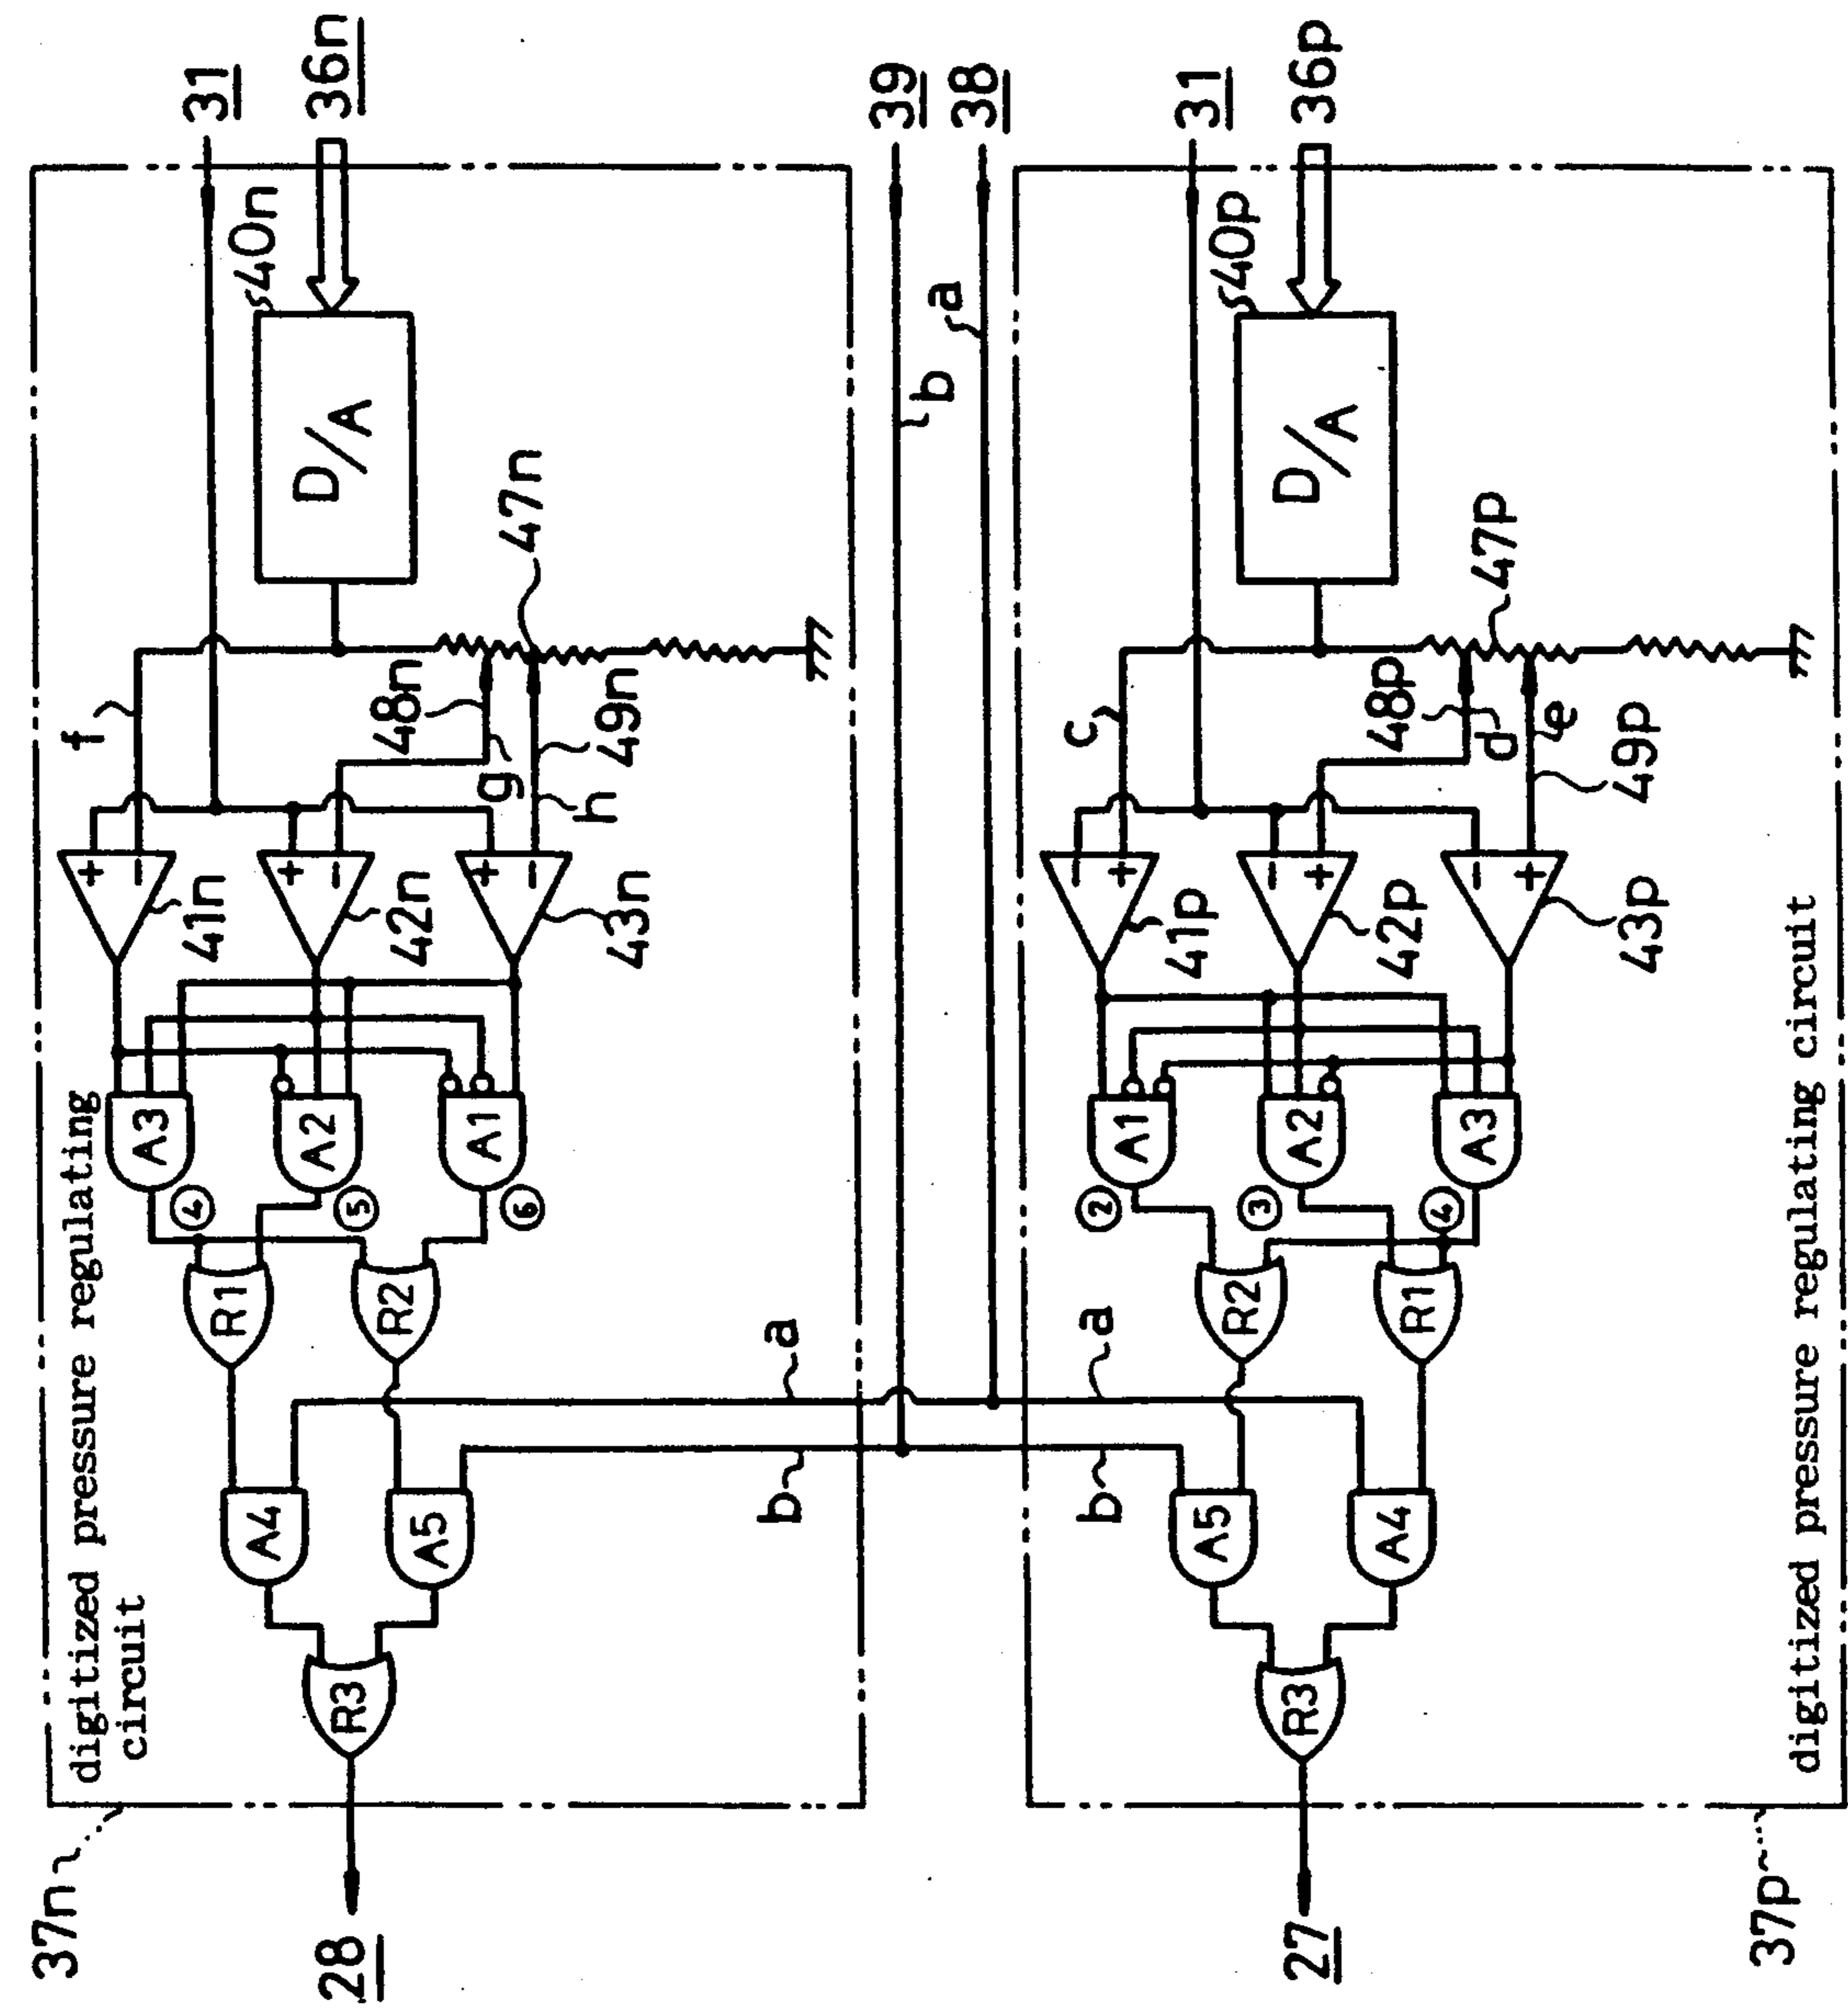 31
36n
40n
D/A
47n
48n
49n
f
g
h
+
−
+
−
+
−
41n
42n
43n
A3
A2
A1
④
⑤
⑥
R1
R2
a
b
A4
A5
R3
digitized pressure regulating
circuit
37n
28
39
38
b
a
31
36p
40p
D/A
47p
48p
49p
c
d
e
−
+
−
+
−
+
41p
42p
43p
A1
A2
A3
②
③
④
R2
R1
a
b
A5
A4
R3
digitized pressure regulating circuit
37p
27